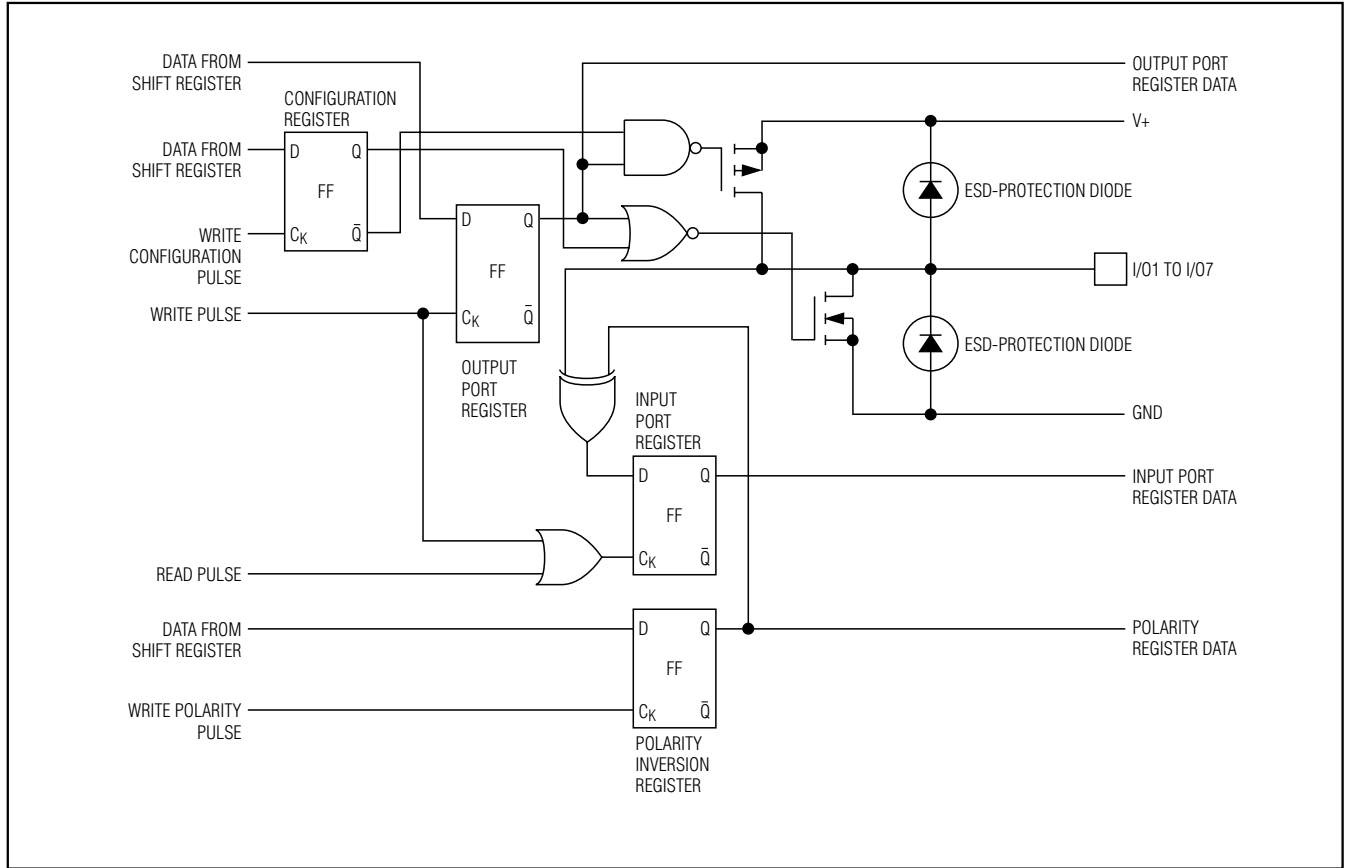 DATA FROM
SHIFT REGISTER
OUTPUT PORT
REGISTER DATA
CONFIGURATION
REGISTER
V+
DATA FROM
SHIFT REGISTER
D
Q
FF
CK
Q̄
ESD-PROTECTION DIODE
WRITE
CONFIGURATION
PULSE
D
Q
FF
CK
Q̄
I/O1 TO I/O7
WRITE PULSE
ESD-PROTECTION DIODE
OUTPUT
PORT
REGISTER
INPUT
PORT
REGISTER
GND
D
Q
FF
CK
Q̄
INPUT PORT
REGISTER DATA
READ PULSE
DATA FROM
SHIFT REGISTER
D
Q
FF
CK
Q̄
POLARITY
REGISTER DATA
WRITE POLARITY
PULSE
POLARITY
INVERSION
REGISTER